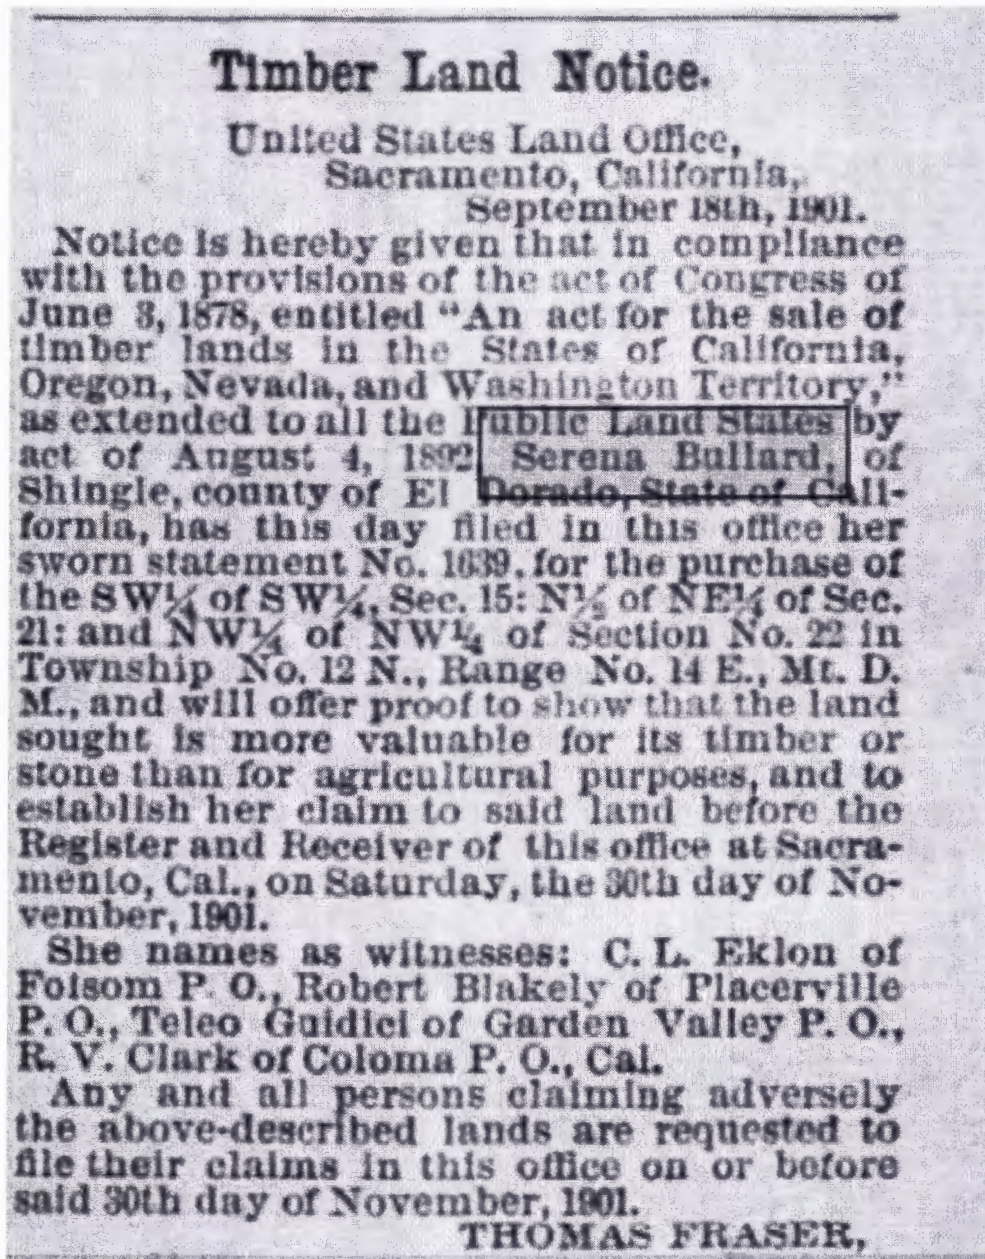 Timber Land Notice.
United States Land Office,
Sacramento, California,
September 18th, 1901.
Notice is hereby given that in compliance
with the provisions of the act of Congress of
June 3, 1878, entitled "An act for the sale of
timber lands in the States of California,
Oregon, Nevada, and Washington Territory,"
as extended to all the Public Land States by
act of August 4, 1892, Serena Bullard, of
Shingle, county of El Dorado, State of Cali-
fornia, has this day filed in this office her
sworn statement No. 1639, for the purchase of
the SW¼ of SW¼, Sec. 15: N½ of NE¼ of Sec.
21: and NW¼ of NW¼ of Section No. 22 in
Township No. 12 N., Range No. 14 E., Mt. D.
M., and will offer proof to show that the land
sought is more valuable for its timber or
stone than for agricultural purposes, and to
establish her claim to said land before the
Register and Receiver of this office at Sacra-
mento, Cal., on Saturday, the 30th day of No-
vember, 1901.
She names as witnesses: C. L. Eklon of
Folsom P. O., Robert Blakely of Placerville
P. O., Teleo Guidici of Garden Valley P. O.,
R. V. Clark of Coloma P. O., Cal.
Any and all persons claiming adversely
the above-described lands are requested to
file their claims in this office on or before
said 30th day of November, 1901.
THOMAS FRASER,